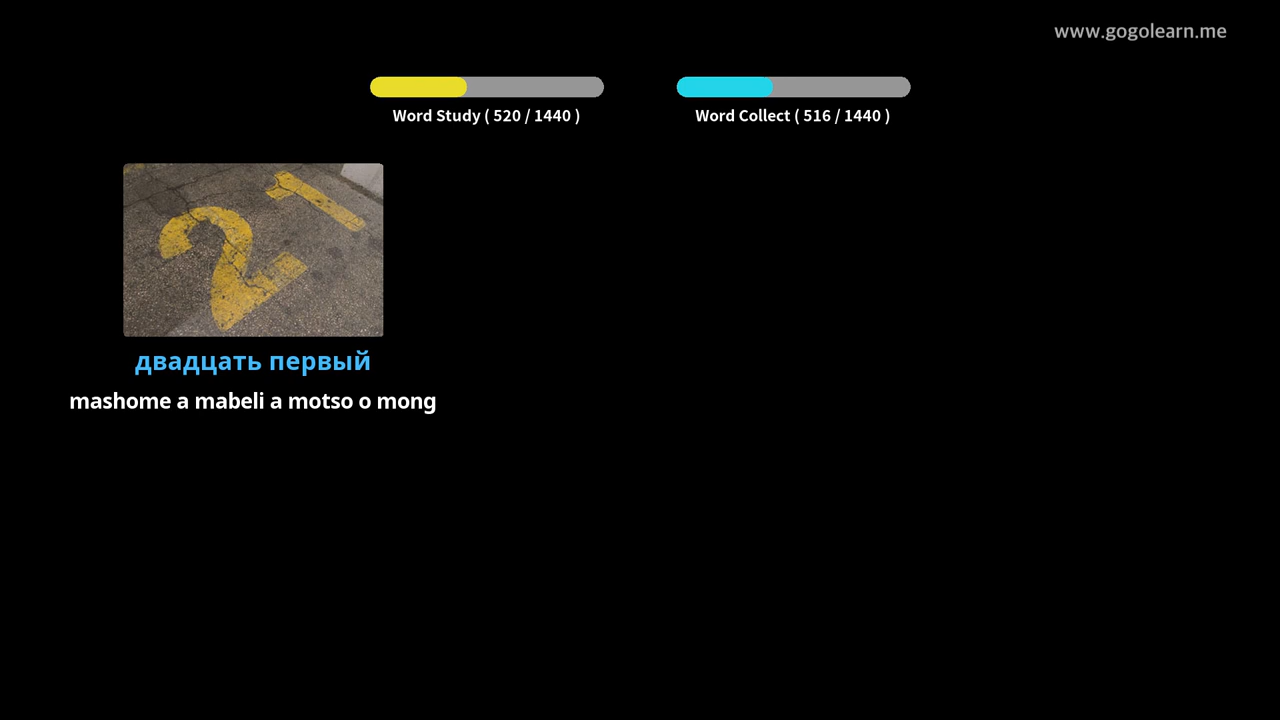 www.gogolearn.me
Word Study ( 520 / 1440 )
Word Collect ( 516 / 1440 )
21
двадцать первый
mashome a mabeli a motso o mong